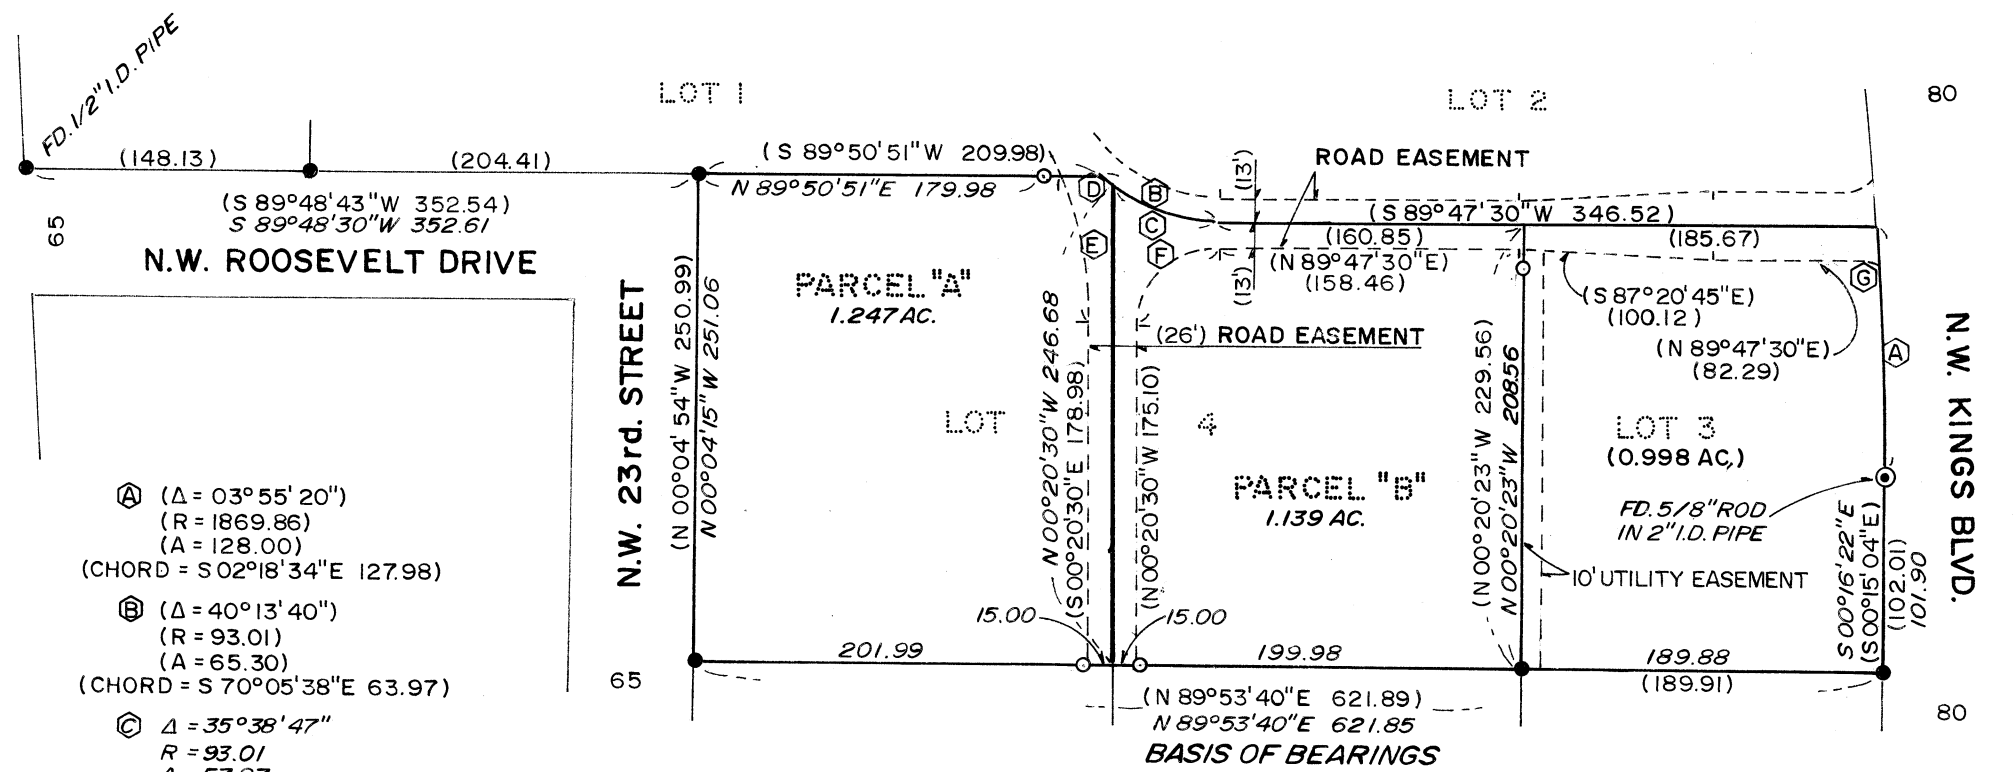 FD. 1/2" I.D. PIPE
LOT 1
LOT 2
80
(148.13)
(204.41)
(S 89°50'51"W 209.98)
N 89°50'51"E 179.98
ROAD EASEMENT
(13')
(S 89°48'43"W 352.54)
S 89°48'30"W 352.61
65
N.W. ROOSEVELT DRIVE
D
B
C
E
F
(S 89°47'30"W 346.52)
(160.85)
(185.67)
(N 89°47'30"E)
(158.46)
(13')
G
(S 87°20'45"E)
(100.12)
(N 89°47'30"E)
(82.29)
A
N.W. KINGS BLVD.
N.W. 23rd. STREET
(N 00°04'54"W 250.99)
N 00°04'15"W 251.06
PARCEL "A"
1.247 AC.
(26') ROAD EASEMENT
N 00°20'30"W 246.68
(S 00°20'30"E 178.98)
(N 00°20'30"W 175.10)
LOT 4
PARCEL "B"
1.139 AC.
(N 00°20'23"W 229.56)
N 00°20'23"W 208.56
LOT 3
(0.998 AC.)
FD. 5/8" ROD
IN 2" I.D. PIPE
10' UTILITY EASEMENT
S 00°16'22"E
(S 00°15'04"E)
(102.01)
101.90
15.00
15.00
201.99
199.98
189.88
(189.91)
65
(N 89°53'40"E 621.89)
N 89°53'40"E 621.85
BASIS OF BEARINGS
80
A (Δ = 03°55'20")
(R = 1869.86)
(A = 128.00)
(CHORD = S 02°18'34"E 127.98)
B (Δ = 40°13'40")
(R = 93.01)
(A = 65.30)
(CHORD = S 70°05'38"E 63.97)
C Δ = 35°38'47"
R = 93.01